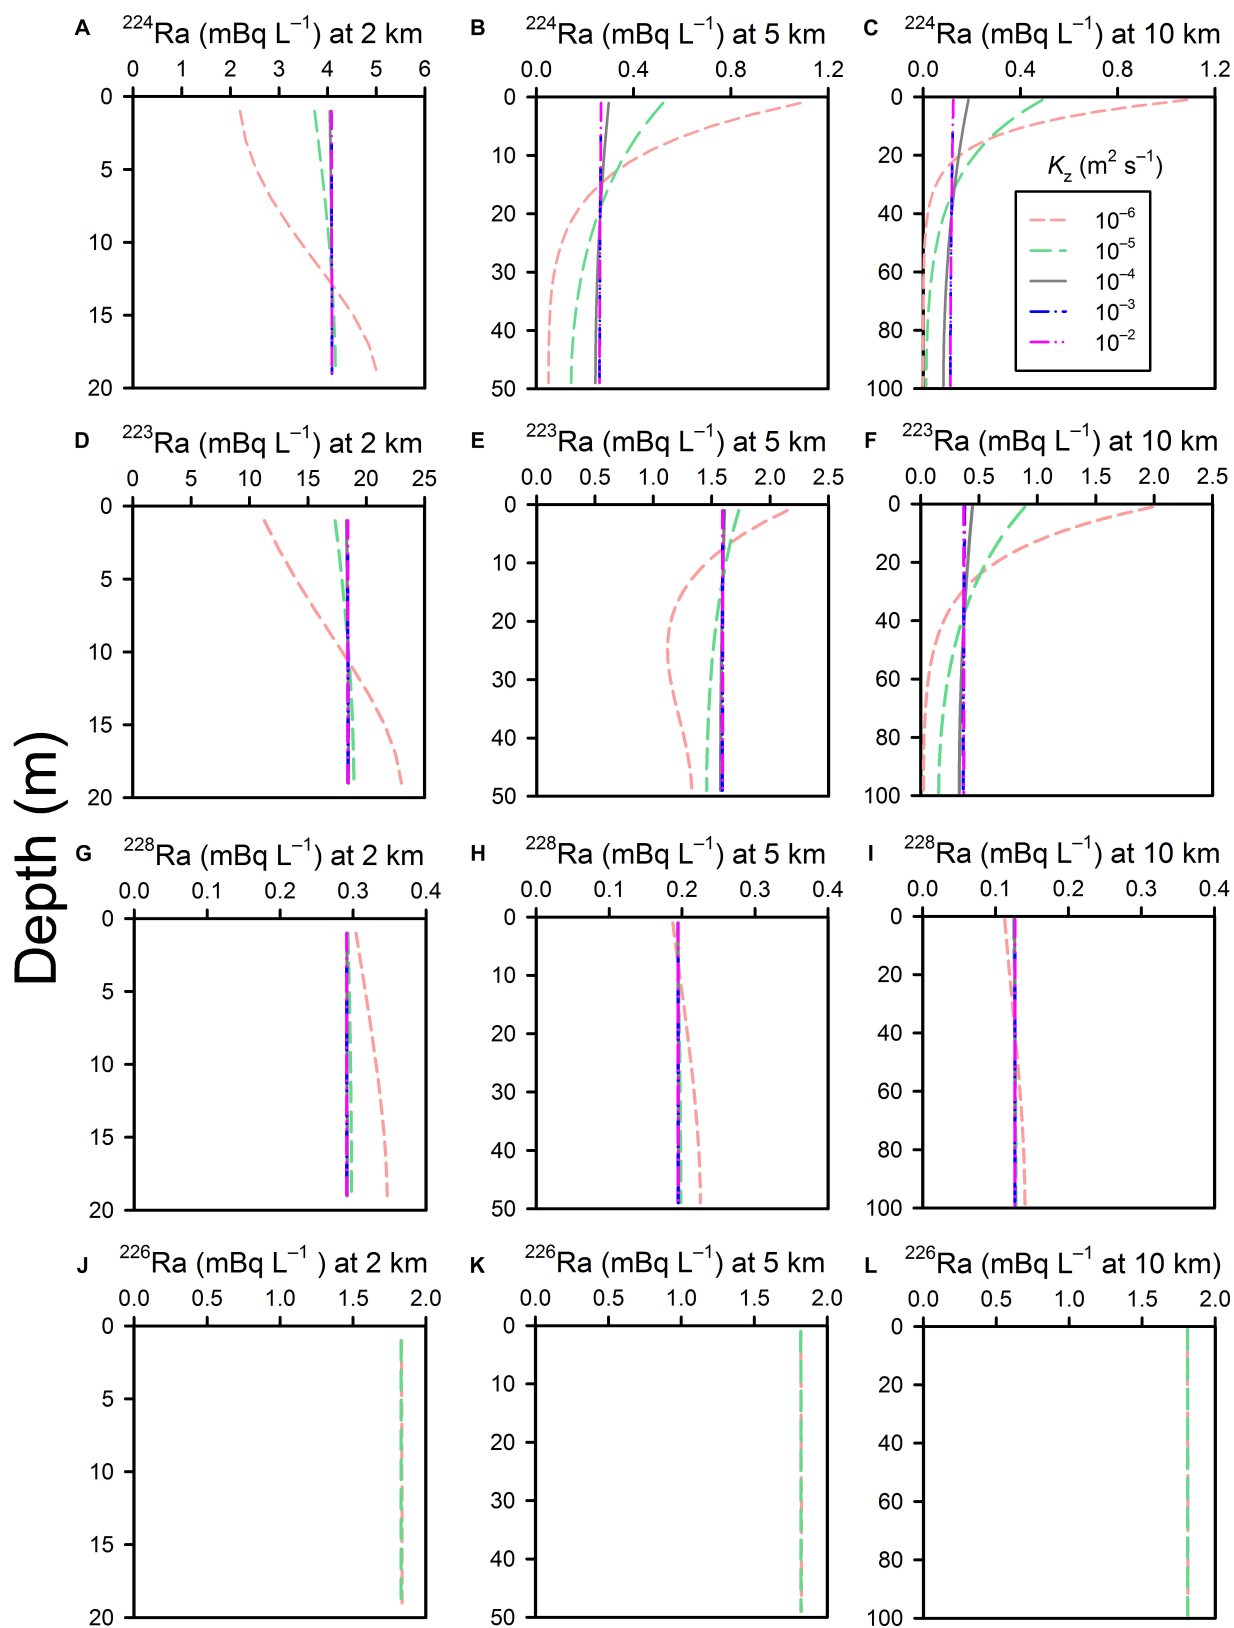 A ²²⁴Ra (mBq L⁻¹) at 2 km
B ²²⁴Ra (mBq L⁻¹) at 5 km
C ²²⁴Ra (mBq L⁻¹) at 10 km
0 1 2 3 4 5 6
0.0 0.4 0.8 1.2
0.0 0.4 0.8 1.2
0
5
10
15
20
0
10
20
30
40
50
0
20
40
60
80
100
Kz (m² s⁻¹)
10⁻⁶
10⁻⁵
10⁻⁴
10⁻³
10⁻²
D ²²³Ra (mBq L⁻¹) at 2 km
E ²²³Ra (mBq L⁻¹) at 5 km
F ²²³Ra (mBq L⁻¹) at 10 km
0 5 10 15 20 25
0.0 0.5 1.0 1.5 2.0 2.5
0.0 0.5 1.0 1.5 2.0 2.5
0
5
10
15
20
0
10
20
30
40
50
0
20
40
60
80
100
Depth (m)
G ²²⁸Ra (mBq L⁻¹) at 2 km
H ²²⁸Ra (mBq L⁻¹) at 5 km
I ²²⁸Ra (mBq L⁻¹) at 10 km
0.0 0.1 0.2 0.3 0.4
0.0 0.1 0.2 0.3 0.4
0.0 0.1 0.2 0.3 0.4
0
5
10
15
20
0
10
20
30
40
50
0
20
40
60
80
100
J ²²⁶Ra (mBq L⁻¹ ) at 2 km
K ²²⁶Ra (mBq L⁻¹) at 5 km
L ²²⁶Ra (mBq L⁻¹ at 10 km)
0.0 0.5 1.0 1.5 2.0
0.0 0.5 1.0 1.5 2.0
0.0 0.5 1.0 1.5 2.0
0
5
10
15
20
0
10
20
30
40
50
0
20
40
60
80
100